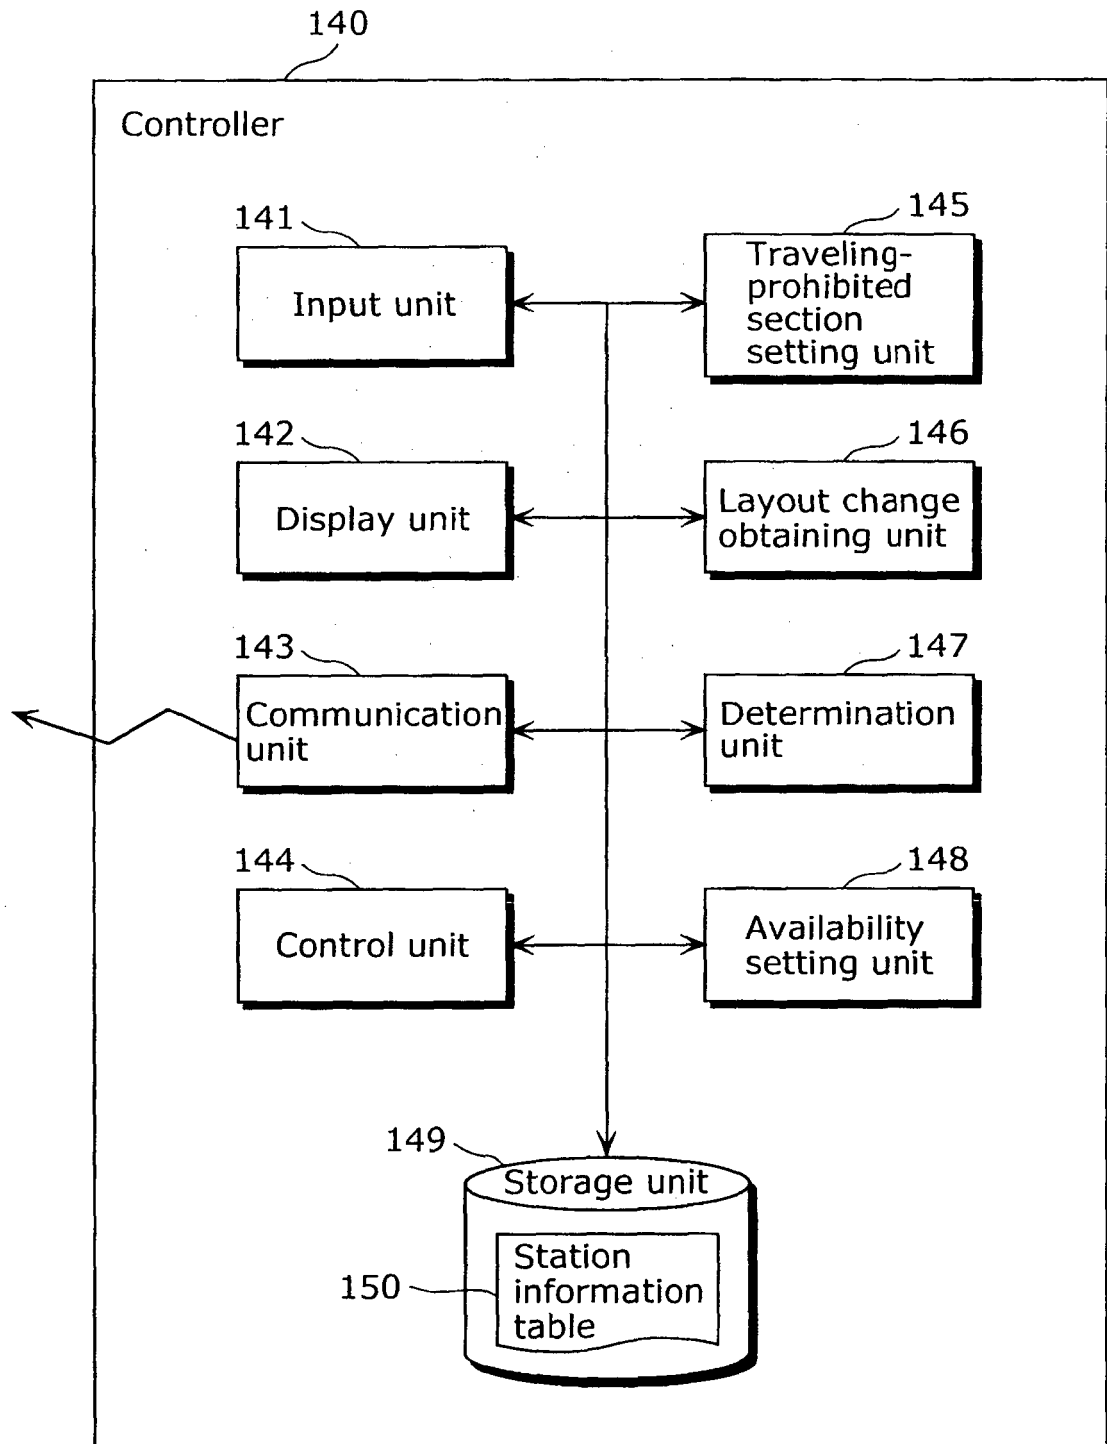 140
Controller
141
Input unit
145
Traveling-
prohibited
section
setting unit
142
Display unit
146
Layout change
obtaining unit
143
Communication
unit
147
Determination
unit
144
Control unit
148
Availability
setting unit
149
Storage unit
150
Station
information
table